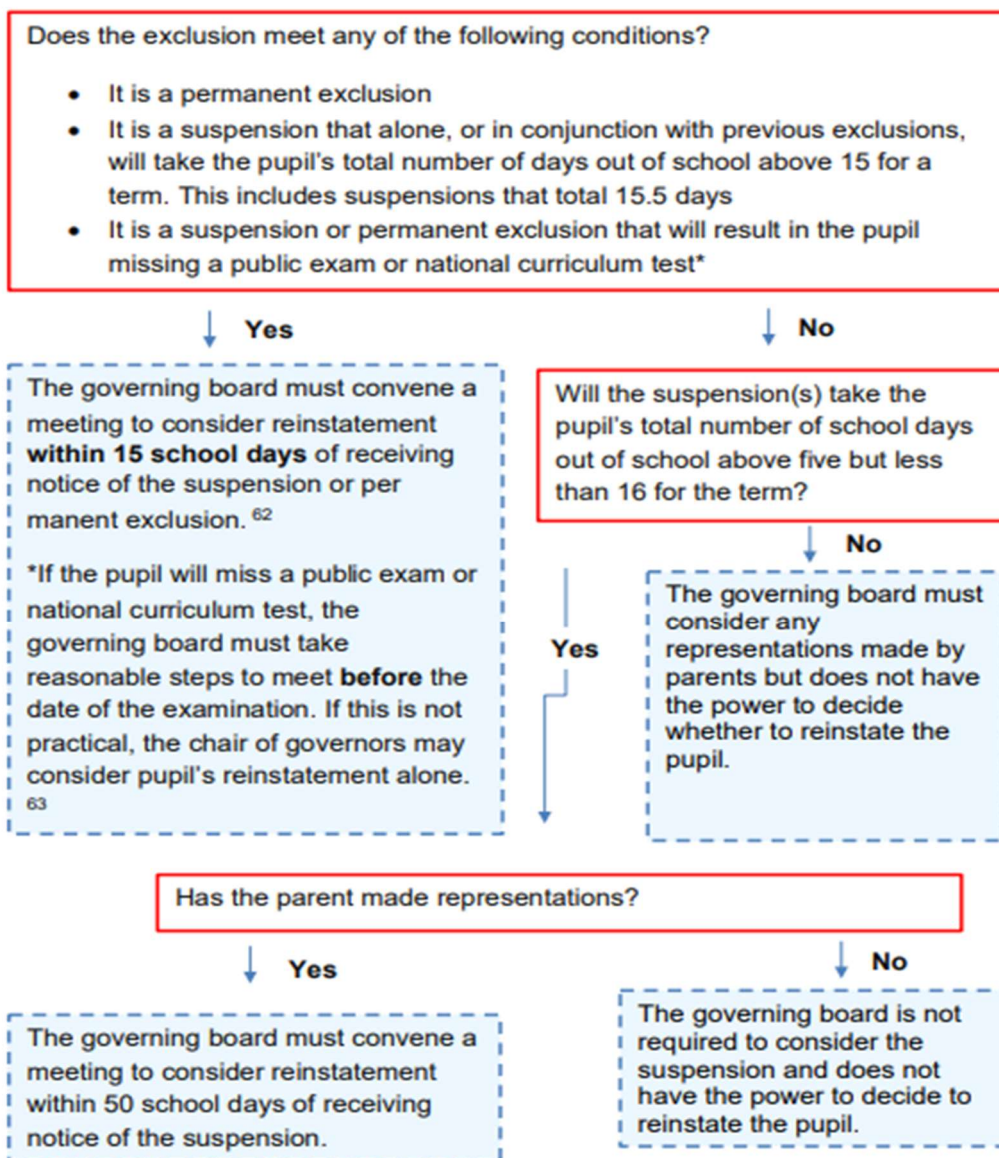 Does the exclusion meet any of the following conditions?
• It is a permanent exclusion
• It is a suspension that alone, or in conjunction with previous exclusions,
will take the pupil's total number of days out of school above 15 for a
term. This includes suspensions that total 15.5 days
• It is a suspension or permanent exclusion that will result in the pupil
missing a public exam or national curriculum test*
Yes
No
The governing board must convene a
meeting to consider reinstatement
within 15 school days of receiving
notice of the suspension or per
manent exclusion. 62
*If the pupil will miss a public exam or
national curriculum test, the
governing board must take
reasonable steps to meet before the
date of the examination. If this is not
practical, the chair of governors may
consider pupil's reinstatement alone.
63
Will the suspension(s) take the
pupil's total number of school days
out of school above five but less
than 16 for the term?
No
Yes
The governing board must
consider any
representations made by
parents but does not have
the power to decide
whether to reinstate the
pupil.
Has the parent made representations?
Yes
No
The governing board must convene a
meeting to consider reinstatement
within 50 school days of receiving
notice of the suspension.
The governing board is not
required to consider the
suspension and does not
have the power to decide to
reinstate the pupil.